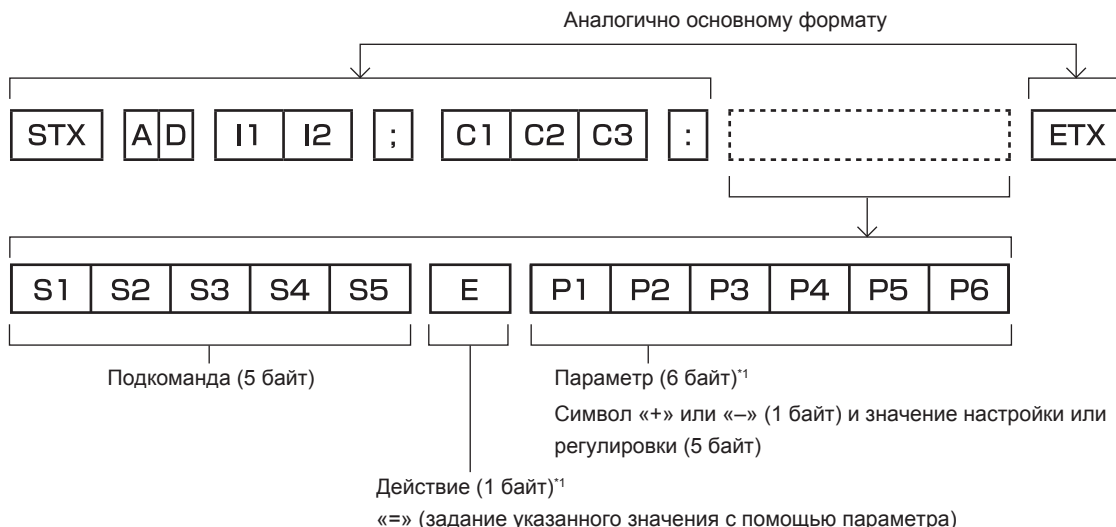 Аналогично основному формату
STX A D I1 I2 ; C1 C2 C3 : ETX
S1 S2 S3 S4 S5 E P1 P2 P3 P4 P5 P6
Подкоманда (5 байт)
Параметр (6 байт)*1
Символ «+» или «–» (1 байт) и значение настройки или
регулировки (5 байт)
Действие (1 байт)*1
«=» (задание указанного значения с помощью параметра)